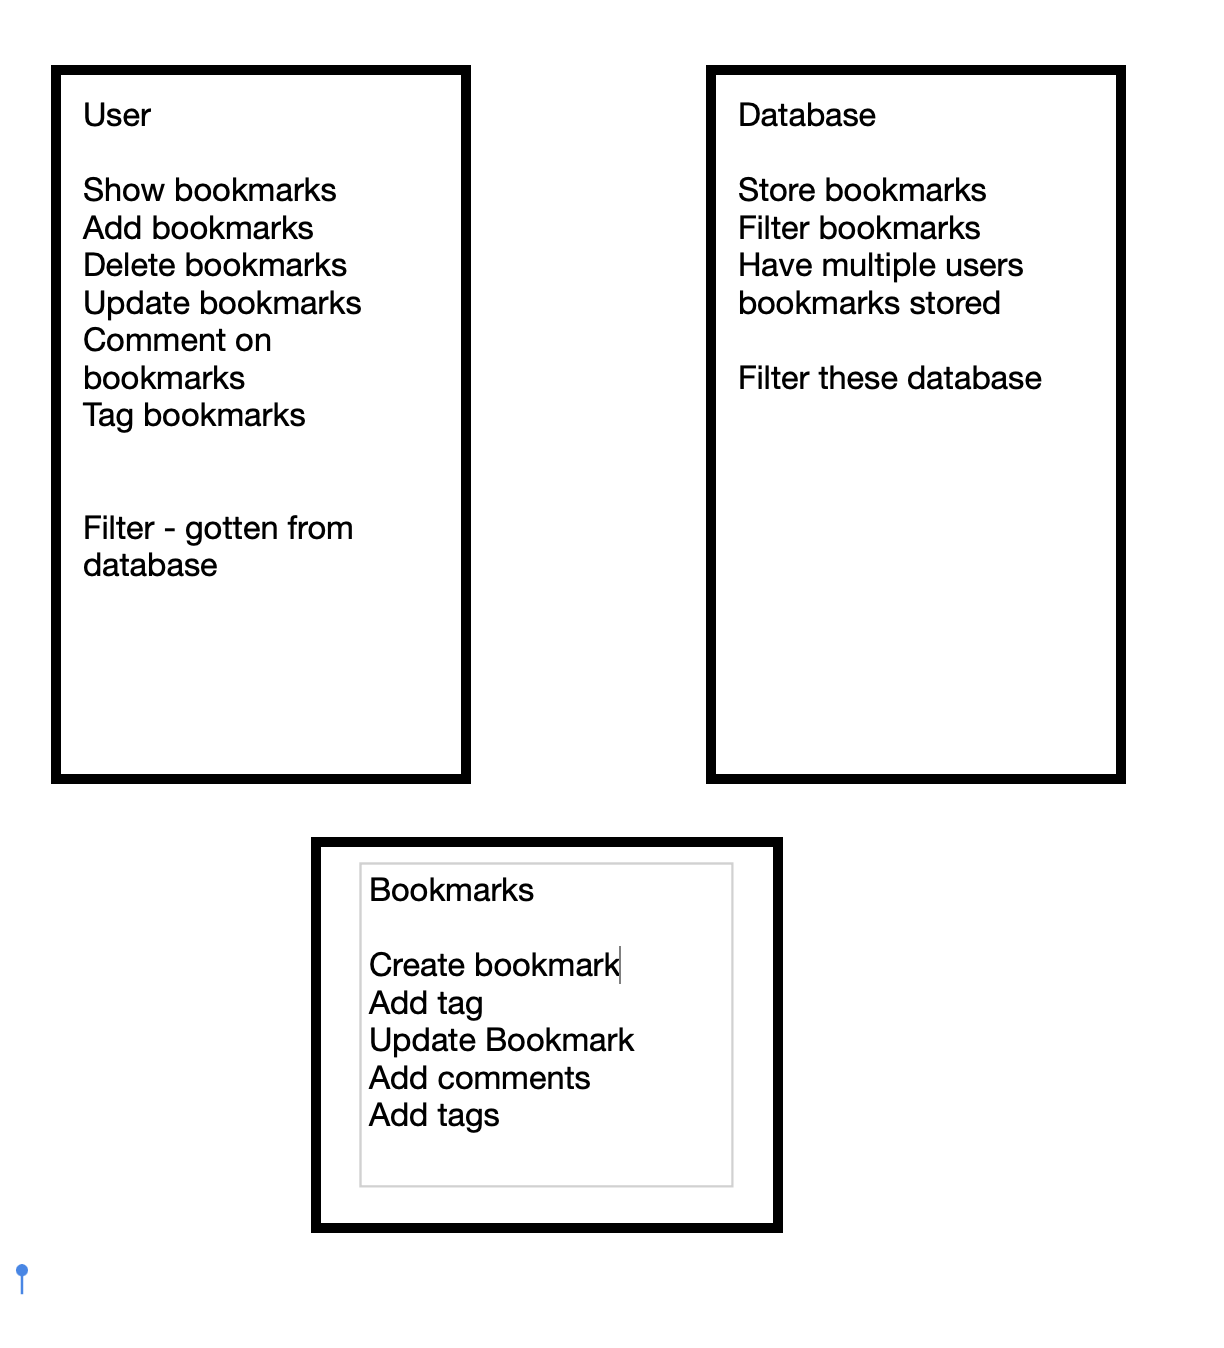 User
Show bookmarks
Add bookmarks
Delete bookmarks
Update bookmarks
Comment on
bookmarks
Tag bookmarks
Filter - gotten from
database
Database
Store bookmarks
Filter bookmarks
Have multiple users
bookmarks stored
Filter these database
Bookmarks
Create bookmark
Add tag
Update Bookmark
Add comments
Add tags